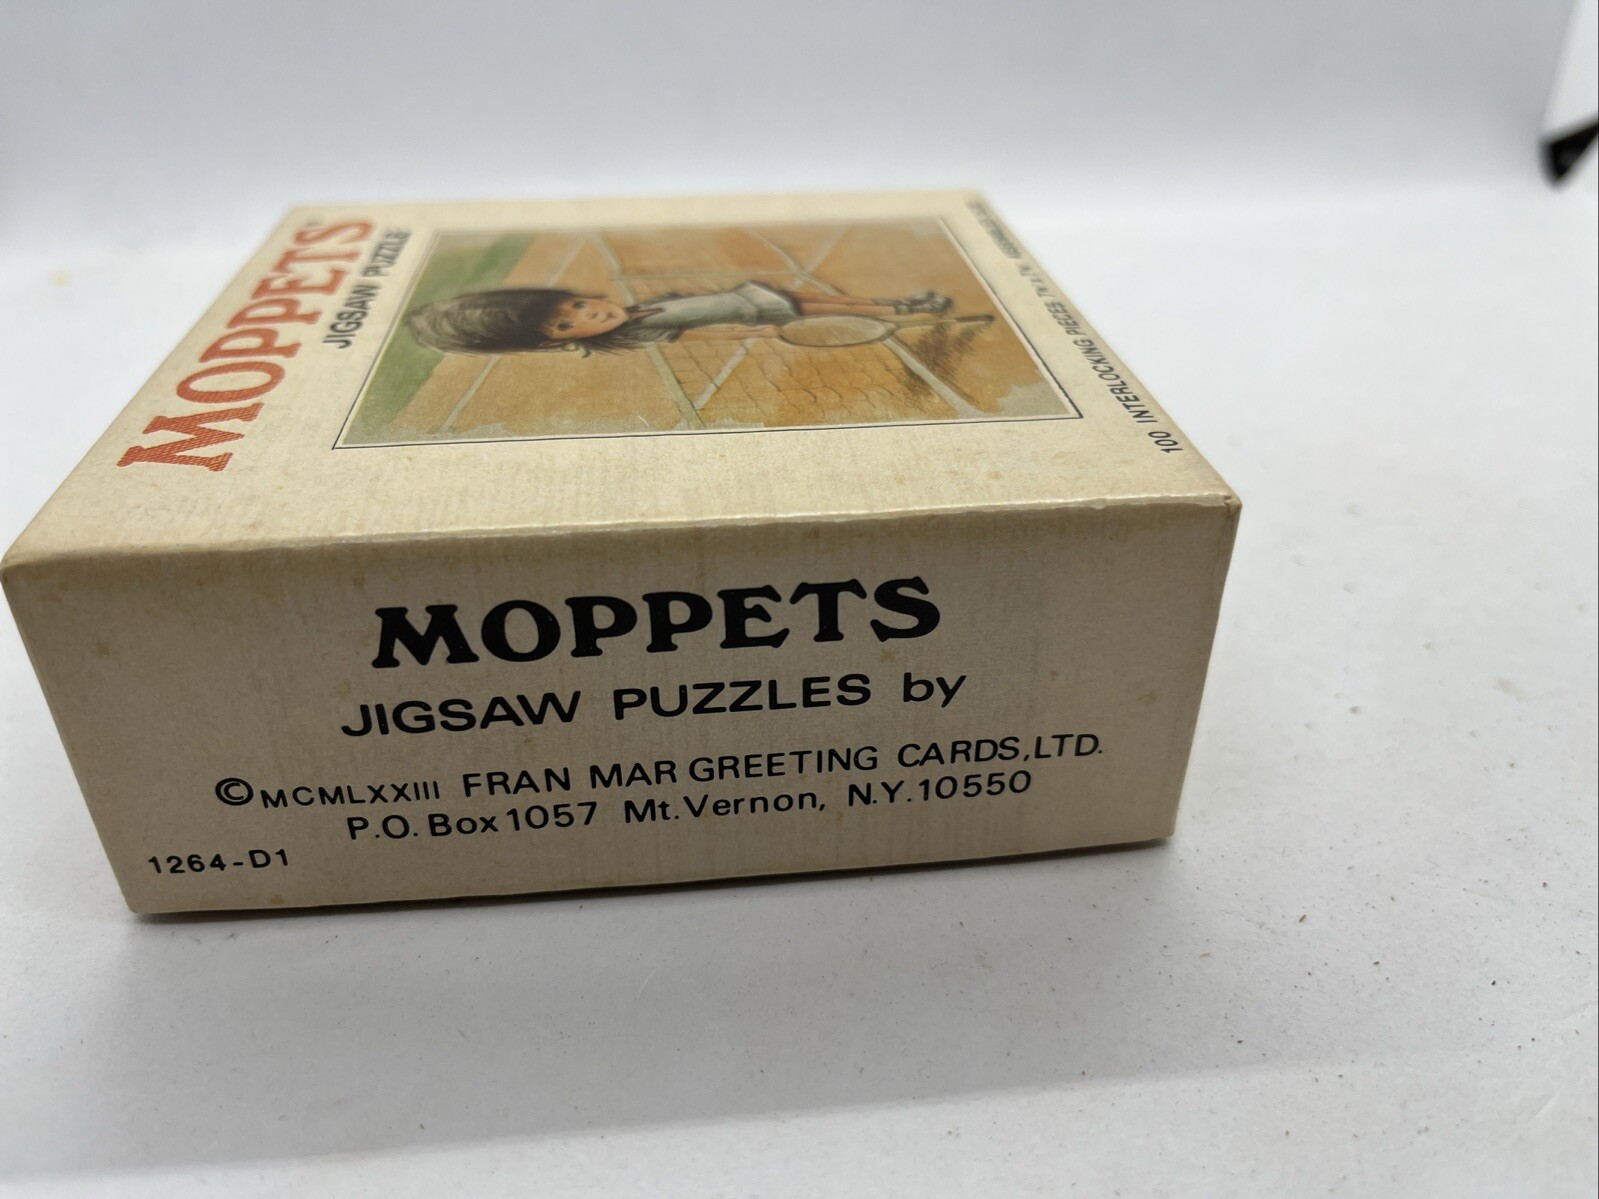 MOPPETS
JIGSAW PUZZLE
100 INTERLOCKING PIECES
MOPPETS
JIGSAW PUZZLES by
©MCMLXXIII FRAN MAR GREETING CARDS,LTD.
P.O. Box 1057 Mt. Vernon, N.Y. 10550
1264-D1